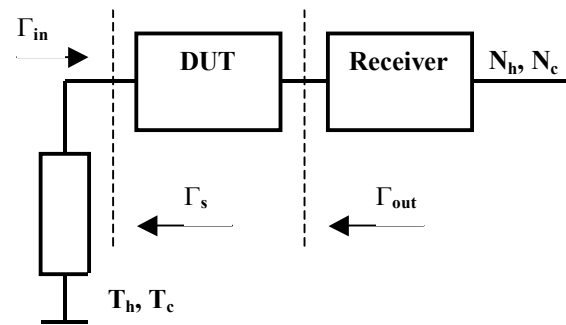 Γin
DUT
Receiver
Nh, Nc
Γs
Γout
Th, Tc